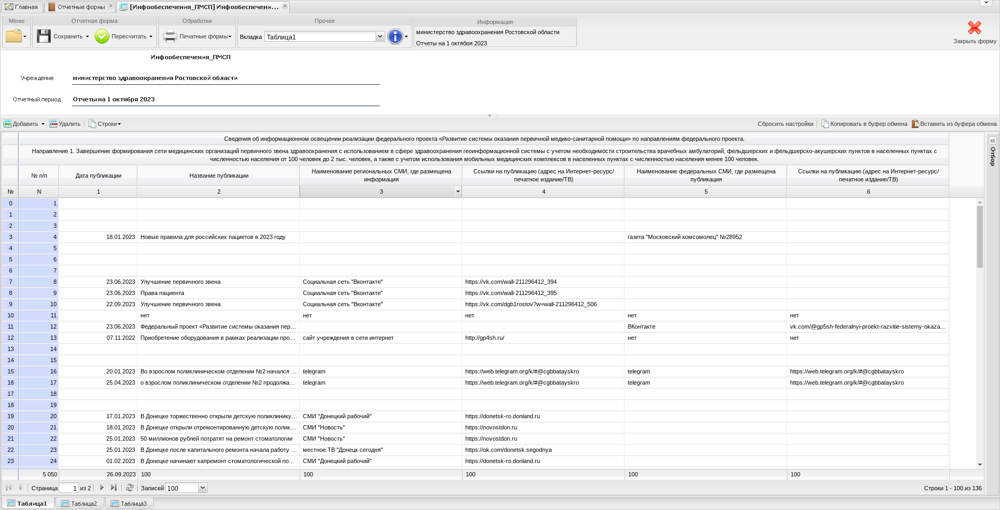 Главная
Отчетные формы
[Инфообеспечения_ПМСП] Инфообеспечени...
Меню
Отчетная форма
Обработки
Прочее
Информация
Сохранить
Пересчитать
Печатные формы
Вкладка
Таблица1
министерство здравоохранения Ростовской области
Отчеты на 1 октября 2023
Закрыть форму
Инфообеспечения_ПМСП
Учреждение
министерство здравоохранения Ростовской области
Отчетный период
Отчеты на 1 октября 2023
Добавить
Удалить
Строки
Сбросить настройки
Копировать в буфер обмена
Вставить из буфера обмена
Отбор
Сведения об информационном освещении реализации федерального проекта «Развитие системы оказания первичной медико-санитарной помощи» по направлениям федерального проекта.
Направление 1. Завершение формирования сети медицинских организаций первичного звена здравоохранения с использованием в сфере здравоохранения геоинформационной системы с учетом необходимости строительства врачебных амбулаторий, фельдшерских и фельдшерско-акушерских пунктов в населенных пунктах с
численностью населения от 100 человек до 2 тыс. человек, а также с учетом использования мобильных медицинских комплексов в населенных пунктах с численностью населения менее 100 человек.
№ п/п
Дата публикации
Название публикации
Наименование региональных СМИ, где размещена
информация
Ссылки на публикацию (адрес на Интернет-ресурс/
печатное издание/ТВ)
Наименование федеральных СМИ, где размещена
публикация
Ссылки на публикацию (адрес на Интернет-ресурс/
печатное издание/ТВ)
№ N 1 2 3 4 5 6
0 1
1 2
2 3
3 4 18.01.2023 Новые правила для российских пациетов в 2023 году газета "Московский комсомолец" №28952
4 5
5 6
6 7
7 8 23.06.2023 Улучшение первичного звена Социальная сеть "Вконтакте" https://vk.com/wall-211296412_394
8 9 23.06.2023 Права пациента Социальная сеть "Вконтакте" https://vk.com/wall-211296412_395
9 10 22.09.2023 Улучшение первичного звена Социальная сеть "Вконтакте" https://vk.com/dgb1rostov?w=wall-211296412_506
10 11 нет нет нет нет нет
11 12 23.06.2023 Федеральный проект «Развитие системы оказания пер... ВКонтакте vk.com/@gp5sh-federalnyi-proekt-razvitie-sistemy-okaza...
12 13 07.11.2022 Приобретение оборудования в рамках реализации про... сайт учреждения в сети интернет http://gp4sh.ru/ нет нет
13 14
14 15
15 16 20.01.2023 Во взрослом поликлиническом отделении №2 начался ... telegram https://web.telegram.org/k/#@cgbbatayskro telegram https://web.telegram.org/k/#@cgbbatayskro
16 17 25.04.2023 о взрослом поликлиническом отделении №2 продолжа... telegram https://web.telegram.org/k/#@cgbbatayskro telegram https://web.telegram.org/k/#@cgbbatayskro
17 18
18 19
19 20 17.01.2023 В Донецке торжественно открыли детскую поликлинику... СМИ "Донецкий рабочий" https://donetsk-ro.donland.ru
20 21 18.01.2023 В Донецке открыли отремонтированную детскую полик... СМИ "Новость" https://novostdon.ru
21 22 25.01.2023 50 миллионов рублей потратят на ремонт стоматологии СМИ "Новость" https://novostdon.ru
22 23 25.01.2023 В Донецке после капитального ремонта начала работу ... местное ТВ "Донецк сегодня" https://ok.com/donetsk.segodnya
23 24 01.02.2023 В Донецке начинают капремонт стоматологической по... СМИ "Донецкий рабочий" https://donetsk-ro.donland.ru
5 050 26.09.2023 100 100 100 100 100
Страница 1 из 2 Записей 100 Строки 1 - 100 из 136
Таблица1
Таблица2
Таблица3